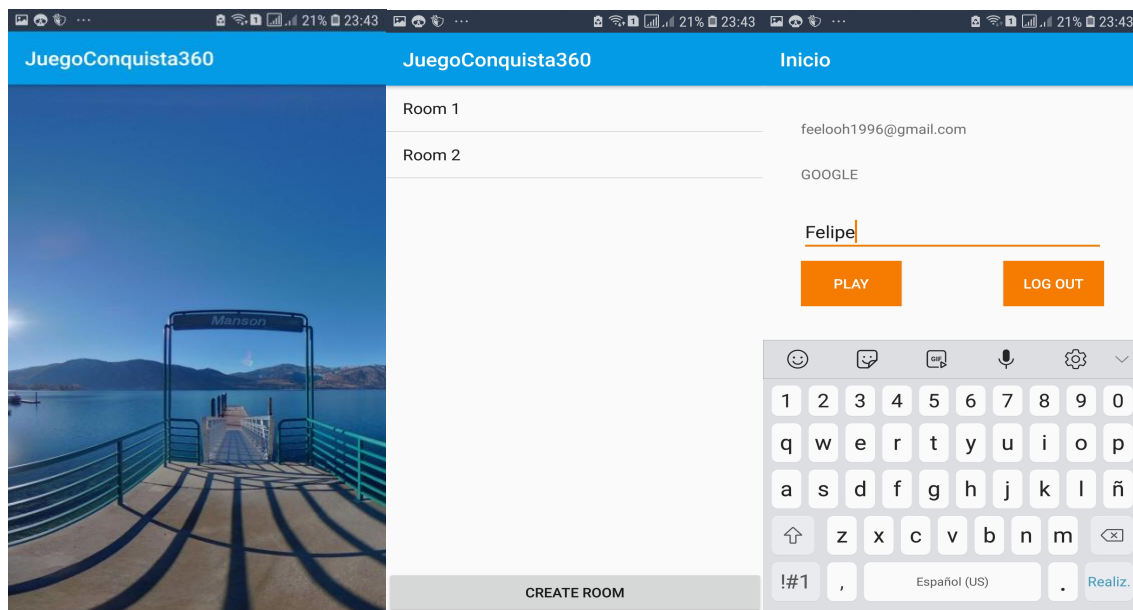 21% 23:43
JuegoConquista360
Manson
21% 23:43
JuegoConquista360
Room 1
Room 2
CREATE ROOM
21% 23:43
Inicio
feelooh1996@gmail.com
GOOGLE
Felipe
PLAY LOG OUT
GIF
1 2 3 4 5 6 7 8 9 0
q w e r t y u i o p
a s d f g h j k l ñ
z x c v b n m
!#1 , Español (US) . Realiz.